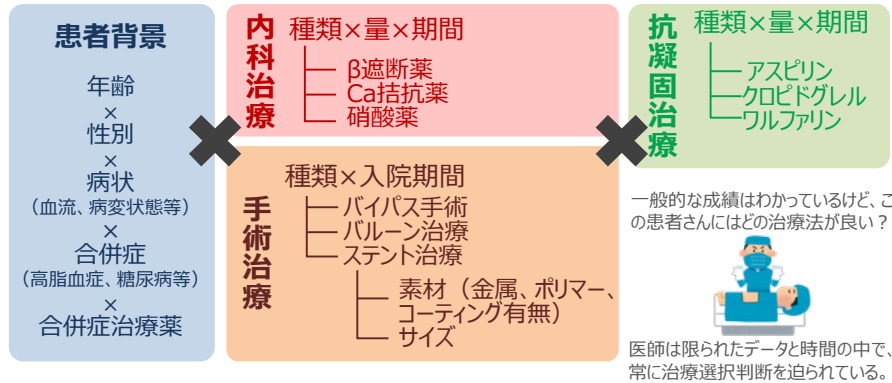 患者背景
年齢
×
性別
×
病状
（血流、病変状態等）
×
合併症
（高脂血症、糖尿病等）
×
合併症治療薬
内科治療
種類×量×期間
β遮断薬
Ca拮抗薬
硝酸薬
手術治療
種類×入院期間
バイパス手術
バルーン治療
ステント治療
素材（金属、ポリマー、
コーティング有無）
サイズ
抗凝固治療
種類×量×期間
アスピリン
クロピドグレル
ワルファリン
一般的な成績はわかっているけど、こ
の患者さんにはどの治療法が良い？
医師は限られたデータと時間の中で、
常に治療選択判断を迫られている。